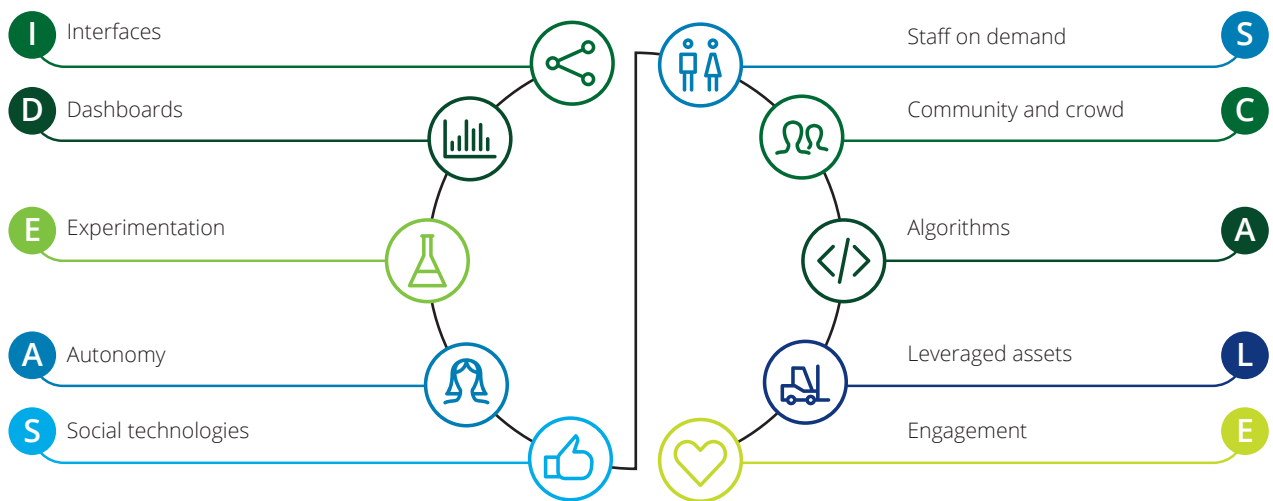 I Interfaces
D Dashboards
E Experimentation
A Autonomy
S Social technologies
Staff on demand S
Community and crowd C
Algorithms A
Leveraged assets L
Engagement E